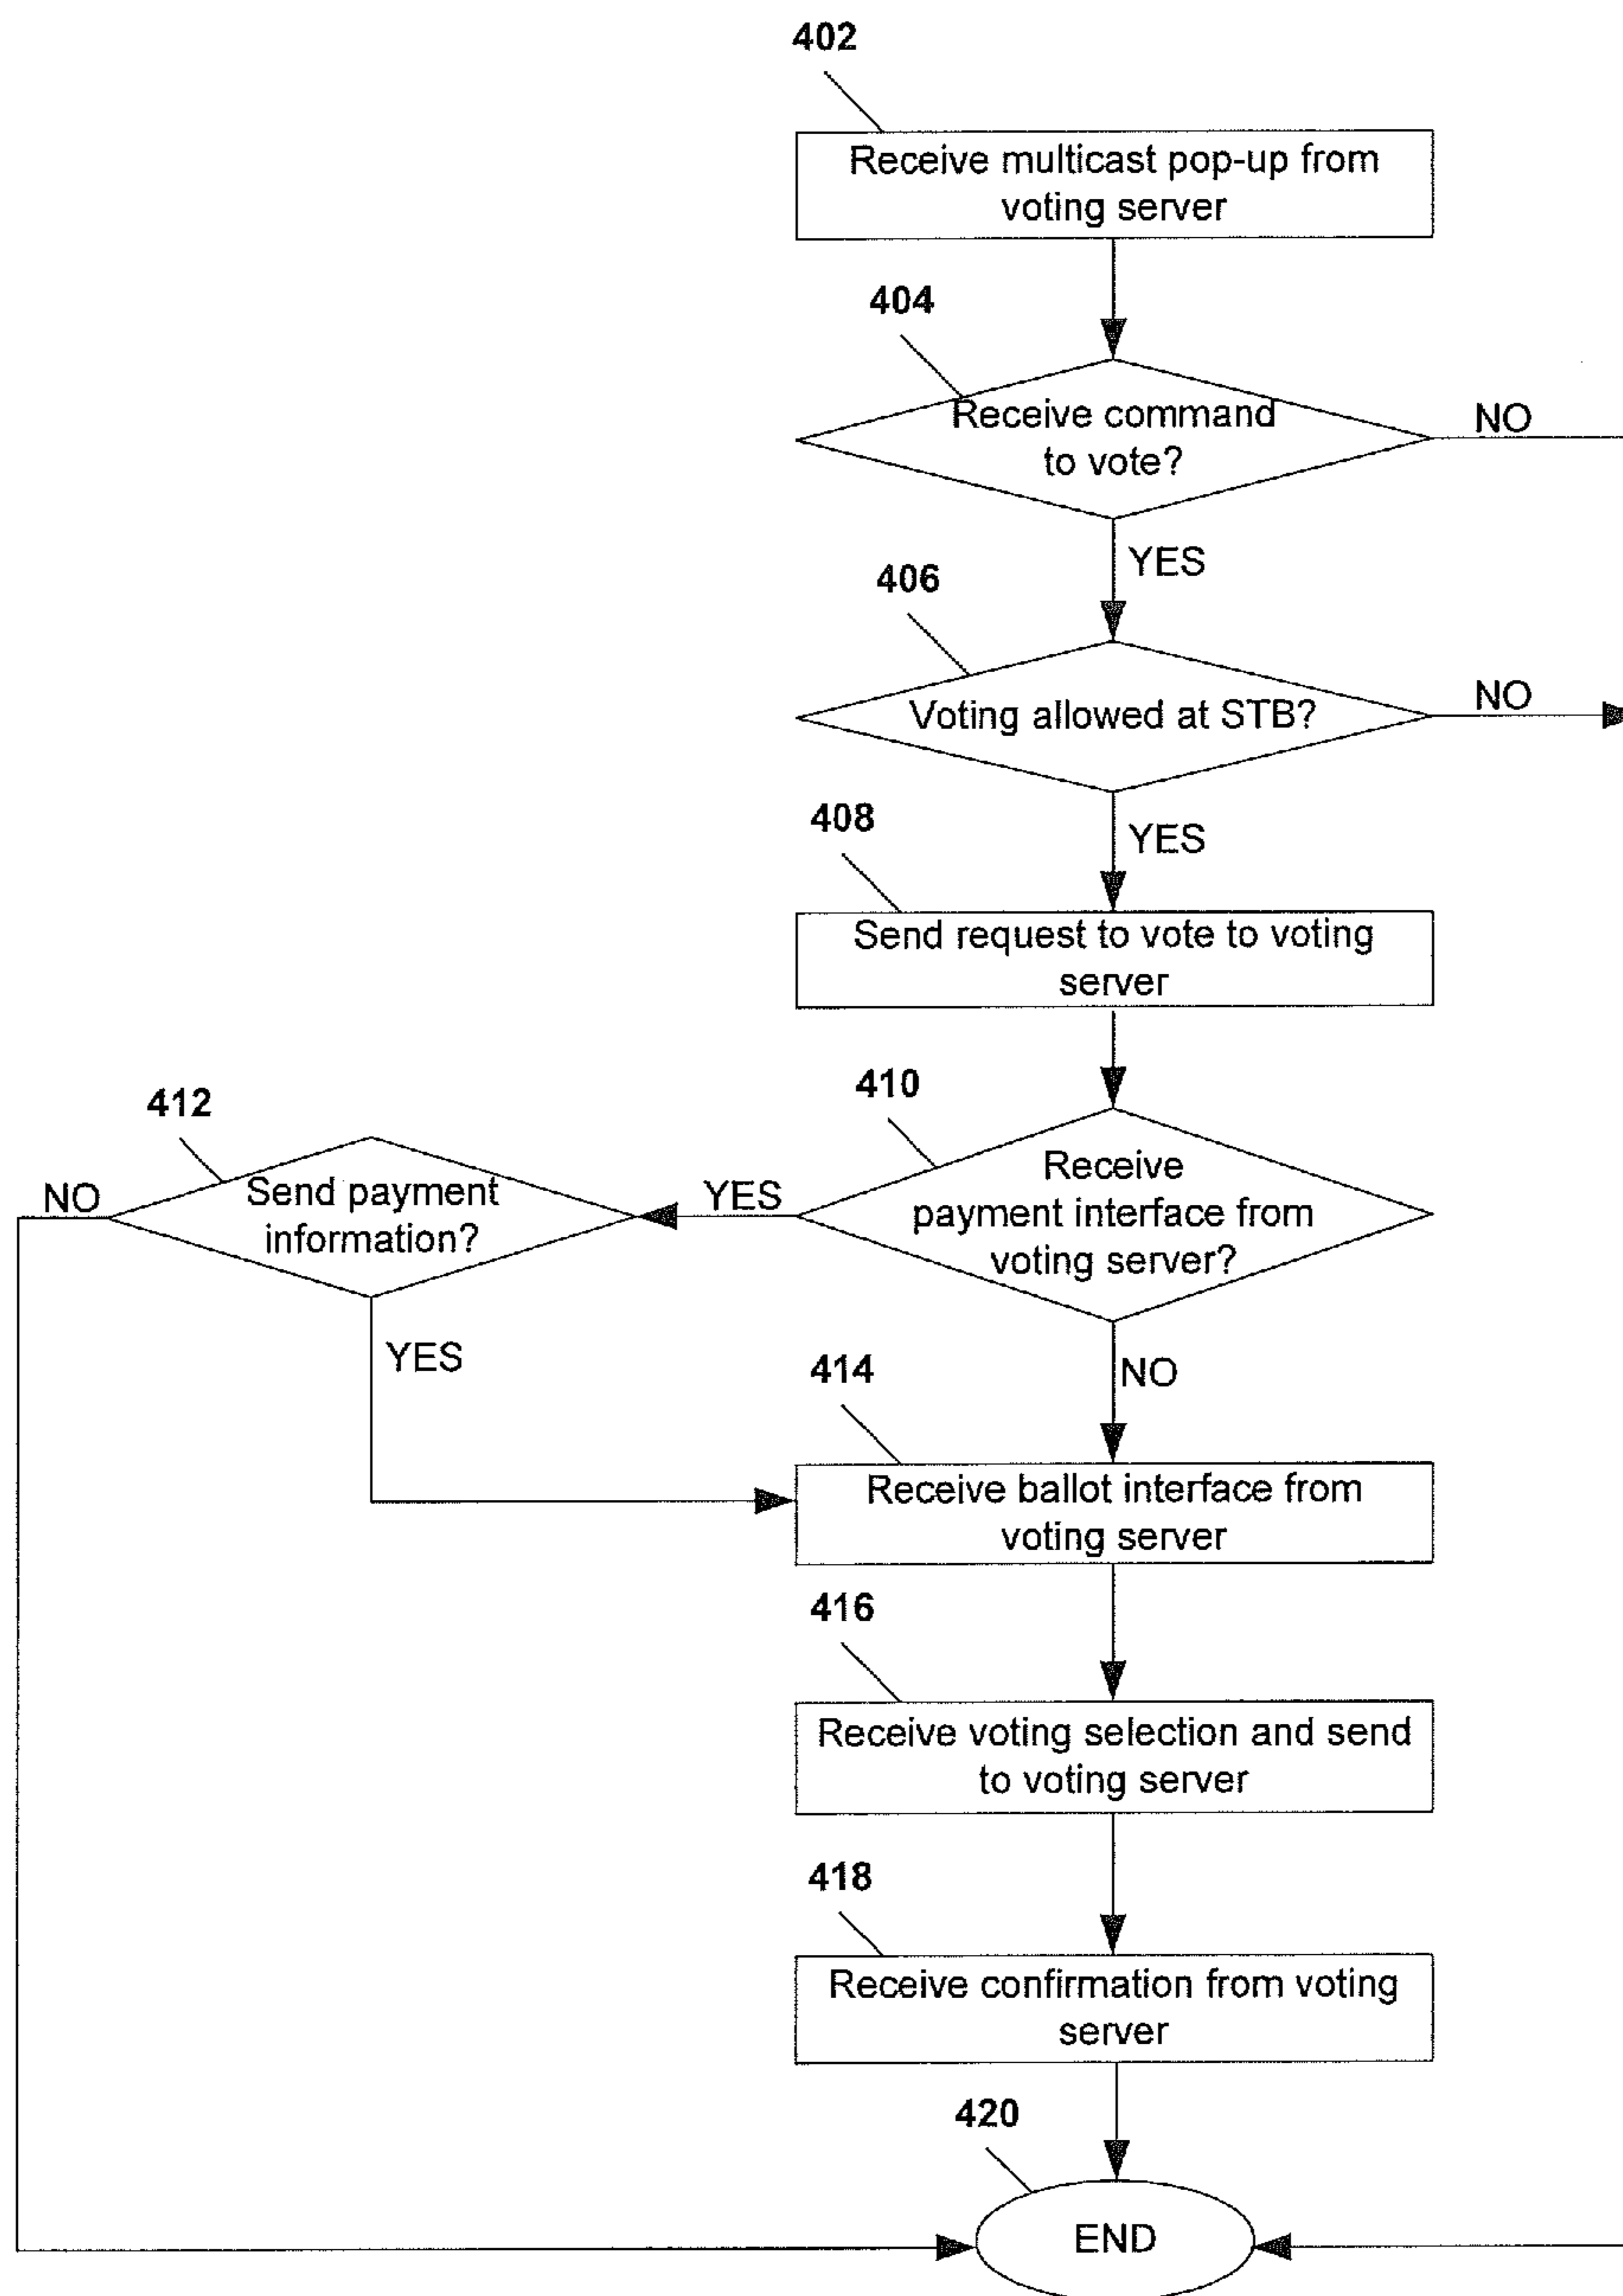 402
Receive multicast pop-up from
voting server
404
Receive command
to vote?
NO
YES
406
Voting allowed at STB?
NO
YES
408
Send request to vote to voting
server
410
Receive
payment interface from
voting server?
YES
412
Send payment
information?
NO
YES
NO
414
Receive ballot interface from
voting server
416
Receive voting selection and send
to voting server
418
Receive confirmation from voting
server
420
END